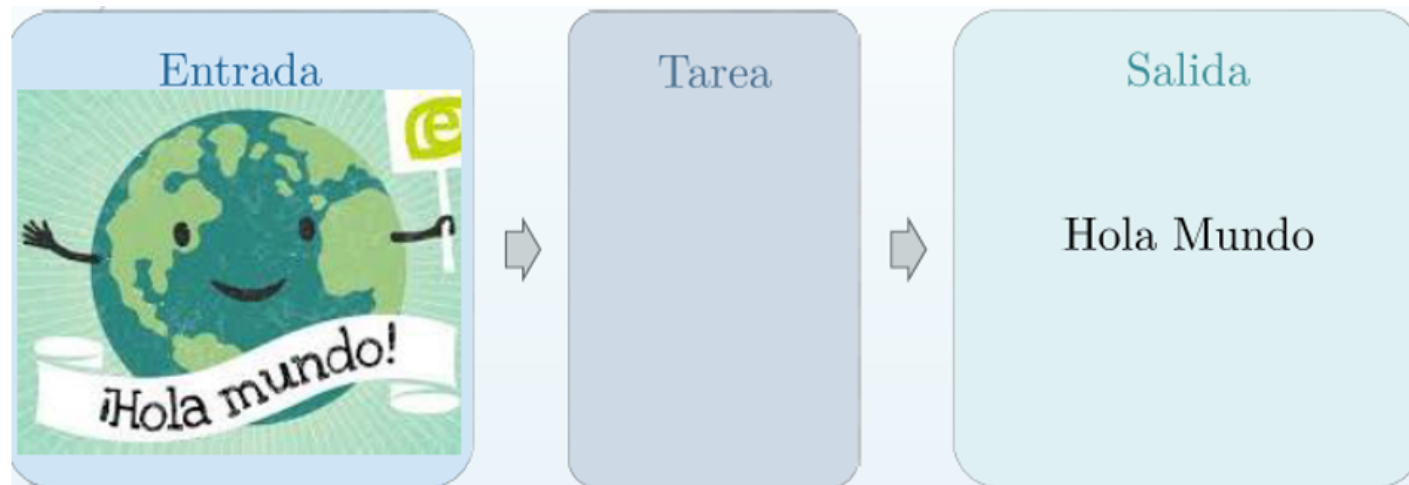 Entrada
Tarea
Salida
e
¡Hola mundo!
Hola Mundo